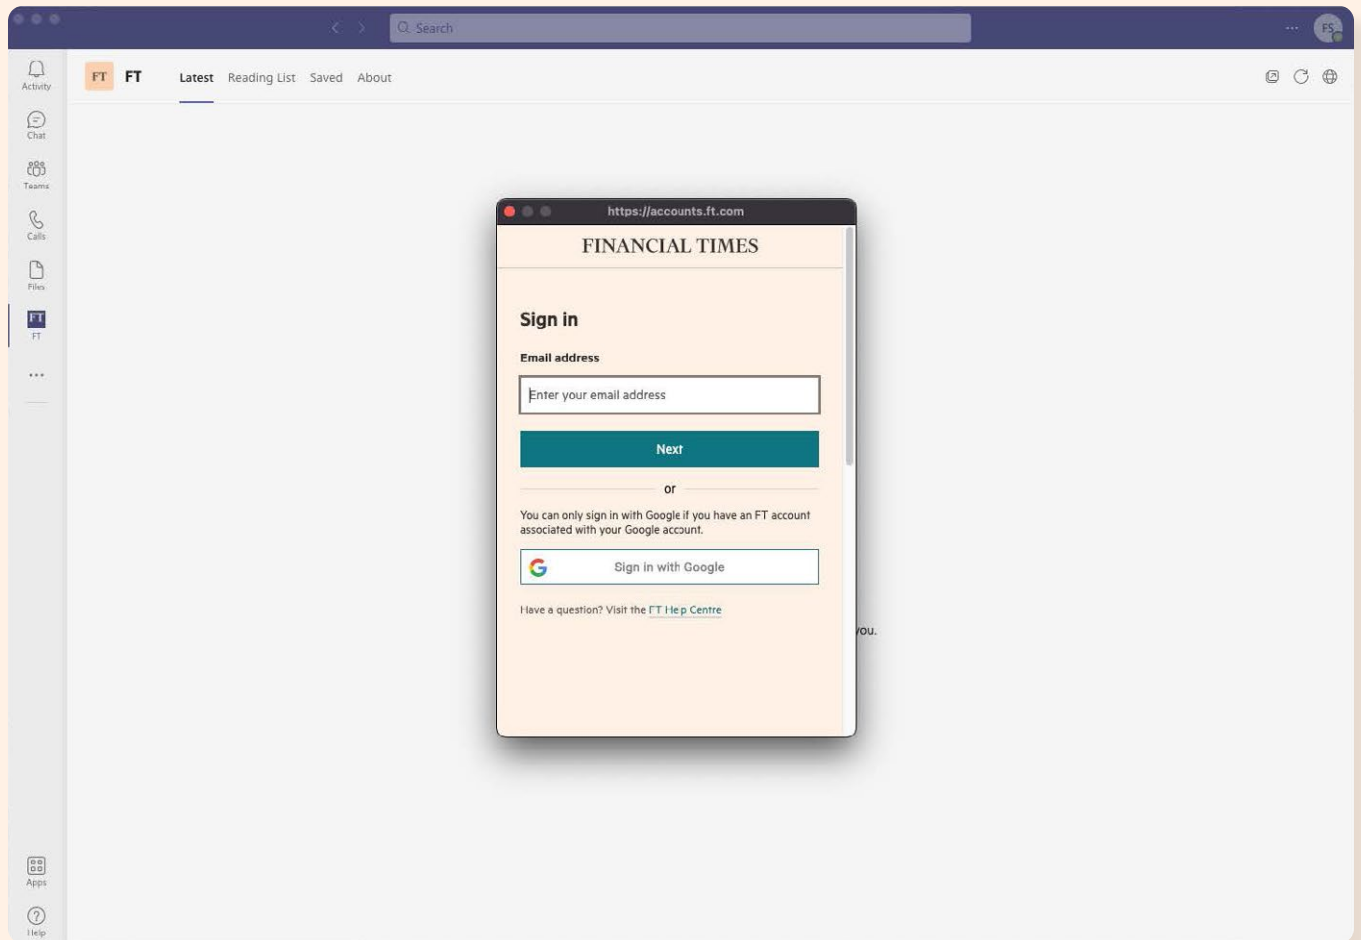 Search
FS
Activity
Chat
Teams
Calls
Files
FT
FT
Apps
Help
FT
FT
Latest
Reading List
Saved
About
https://accounts.ft.com
FINANCIAL TIMES
Sign in
Email address
Enter your email address
Next
or
You can only sign in with Google if you have an FT account
associated with your Google account.
Sign in with Google
Have a question? Visit the FT Help Centre
you.